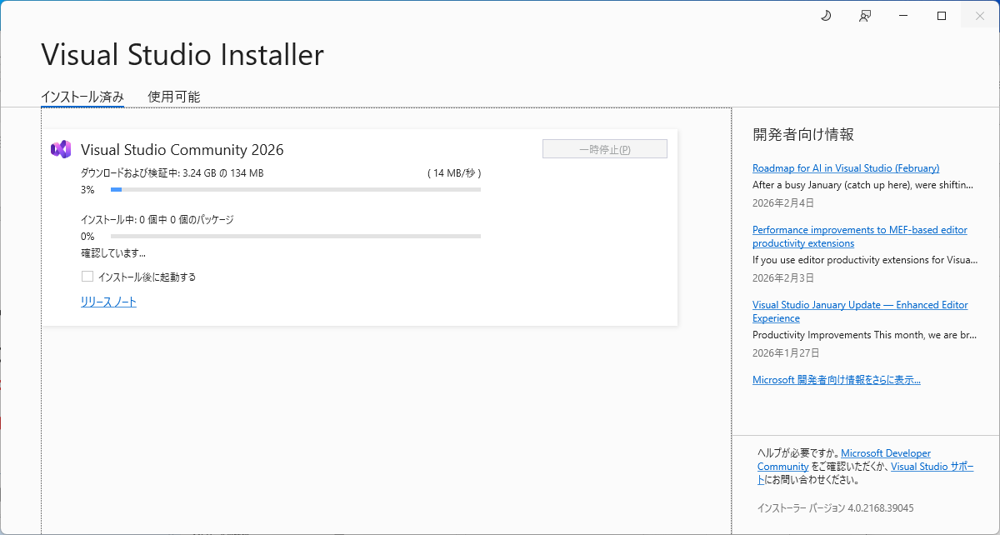 Visual Studio Installer
インストール済み
使用可能
Visual Studio Community 2026
一時停止(P)
ダウンロードおよび検証中: 3.24 GB の 134 MB
( 14 MB/秒 )
3%
インストール中: 0 個中 0 個のパッケージ
0%
確認しています...
インストール後に起動する
リリース ノート
開発者向け情報
Roadmap for AI in Visual Studio (February)
After a busy January (catch up here), were shiftin...
2026年2月4日
Performance improvements to MEF-based editor
productivity extensions
If you use editor productivity extensions for Visua...
2026年2月3日
Visual Studio January Update — Enhanced Editor
Experience
Productivity Improvements This month, we are br...
2026年1月27日
Microsoft 開発者向け情報をさらに表示...
ヘルプが必要ですか。Microsoft Developer
Community をご確認いただくか、Visual Studio サポー
トにお問い合わせください。
インストーラー バージョン 4.0.2168.39045